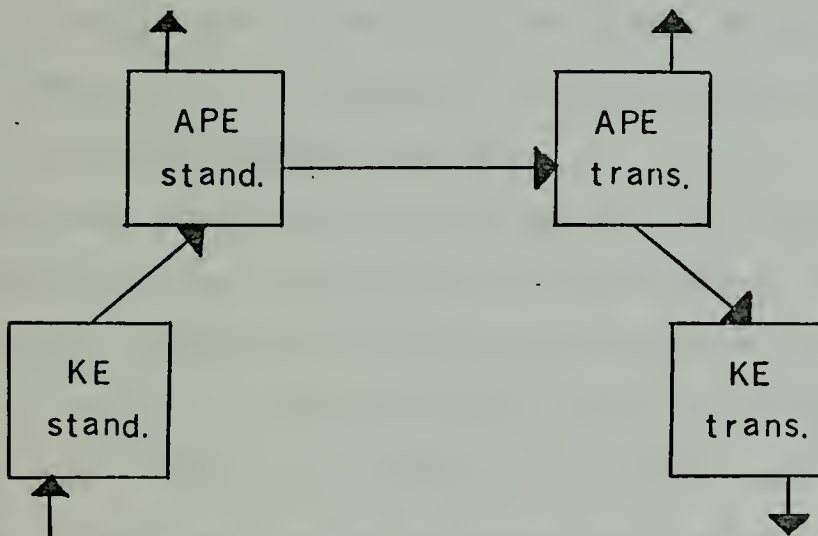 APE
stand.
APE
trans.
KE
stand.
KE
trans.